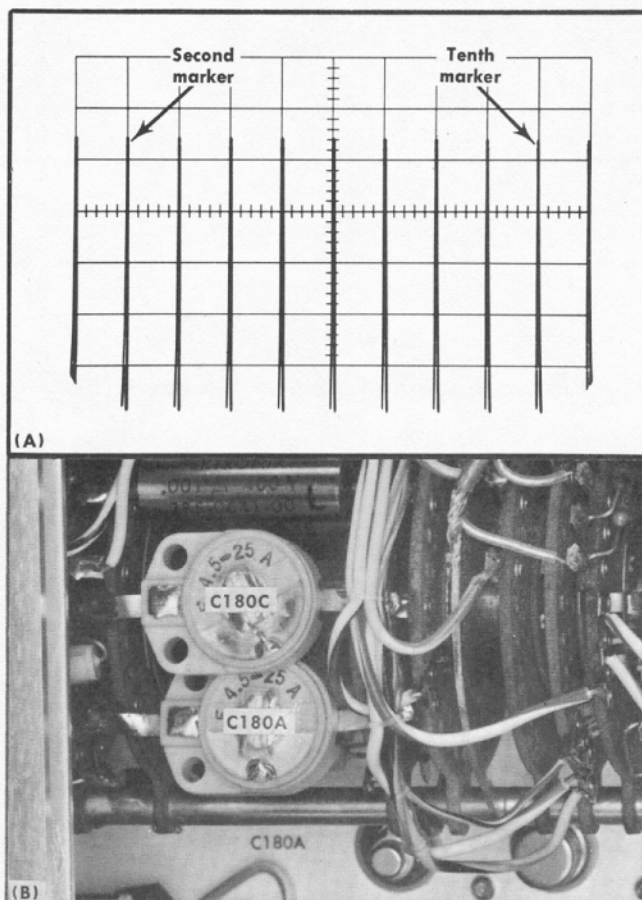 Second
marker
Tenth
marker
(A)
4.5-25 A
C180C
4.5-25 A
C180A
C180A
(B)